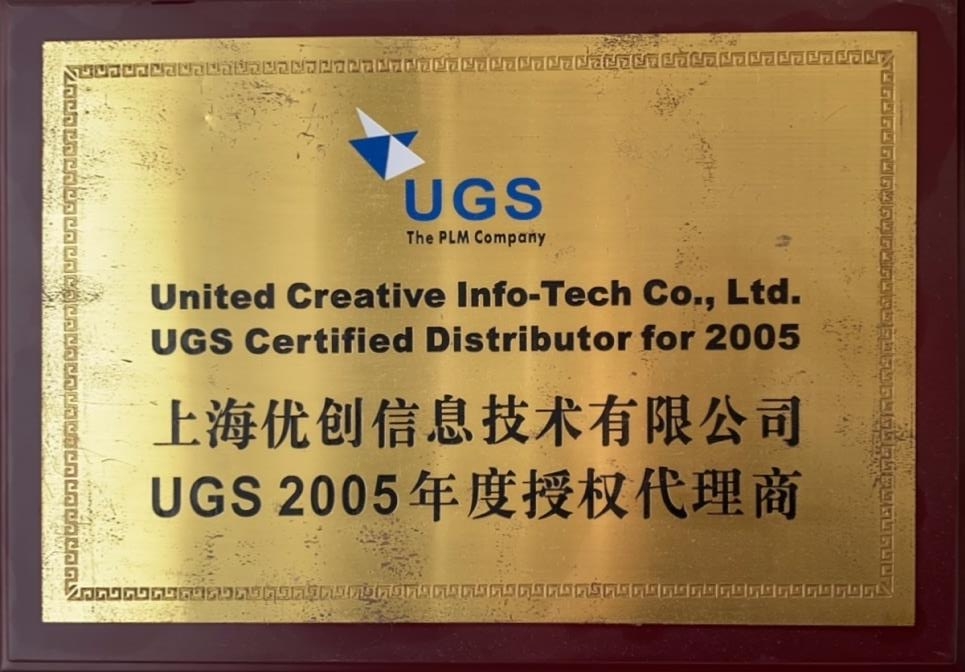 UGS
The PLM Company
United Creative Info-Tech Co., Ltd.
UGS Certified Distributor for 2005
上海优创信息技术有限公司
UGS 2005年度授权代理商